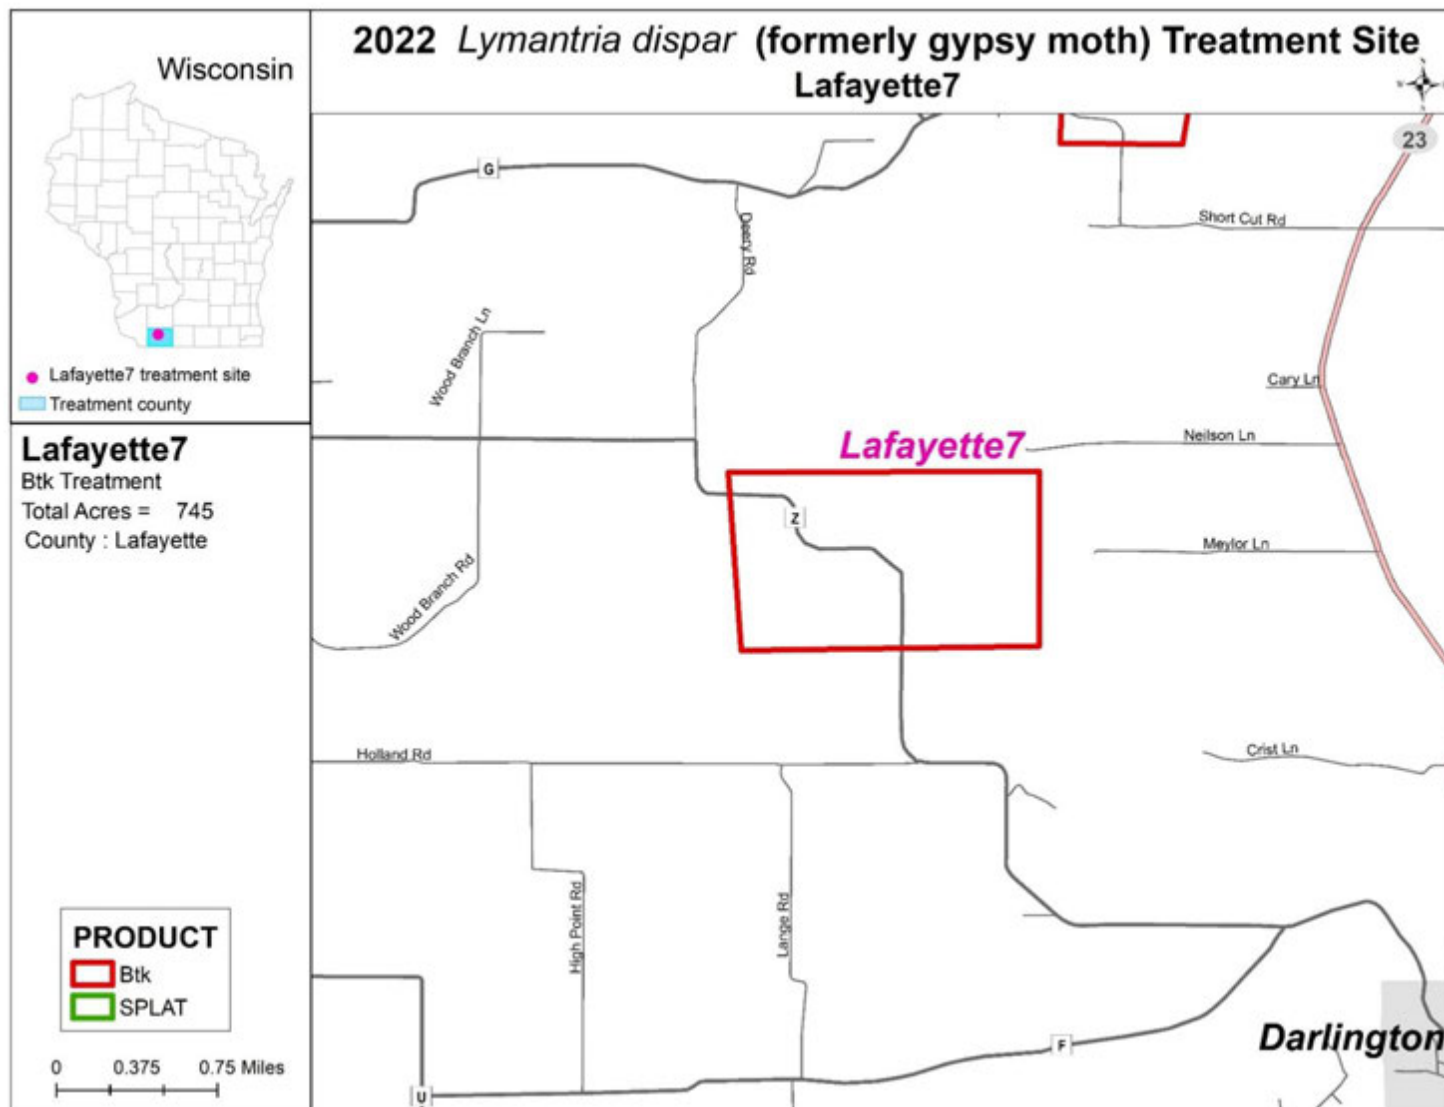 2022 Lymantria dispar (formerly gypsy moth) Treatment Site
Lafayette7
Wisconsin
Lafayette7 treatment site
Treatment county
Lafayette7
Btk Treatment
Total Acres = 745
County : Lafayette
PRODUCT
Btk
SPLAT
0 0.375 0.75 Miles
23
G
Short Cut Rd
Deery Rd
Wood Branch Ln
Cary Ln
Lafayette7
Neilson Ln
Z
Meylor Ln
Wood Branch Rd
Holland Rd
Crist Ln
High Point Rd
Lange Rd
Darlington
F
U